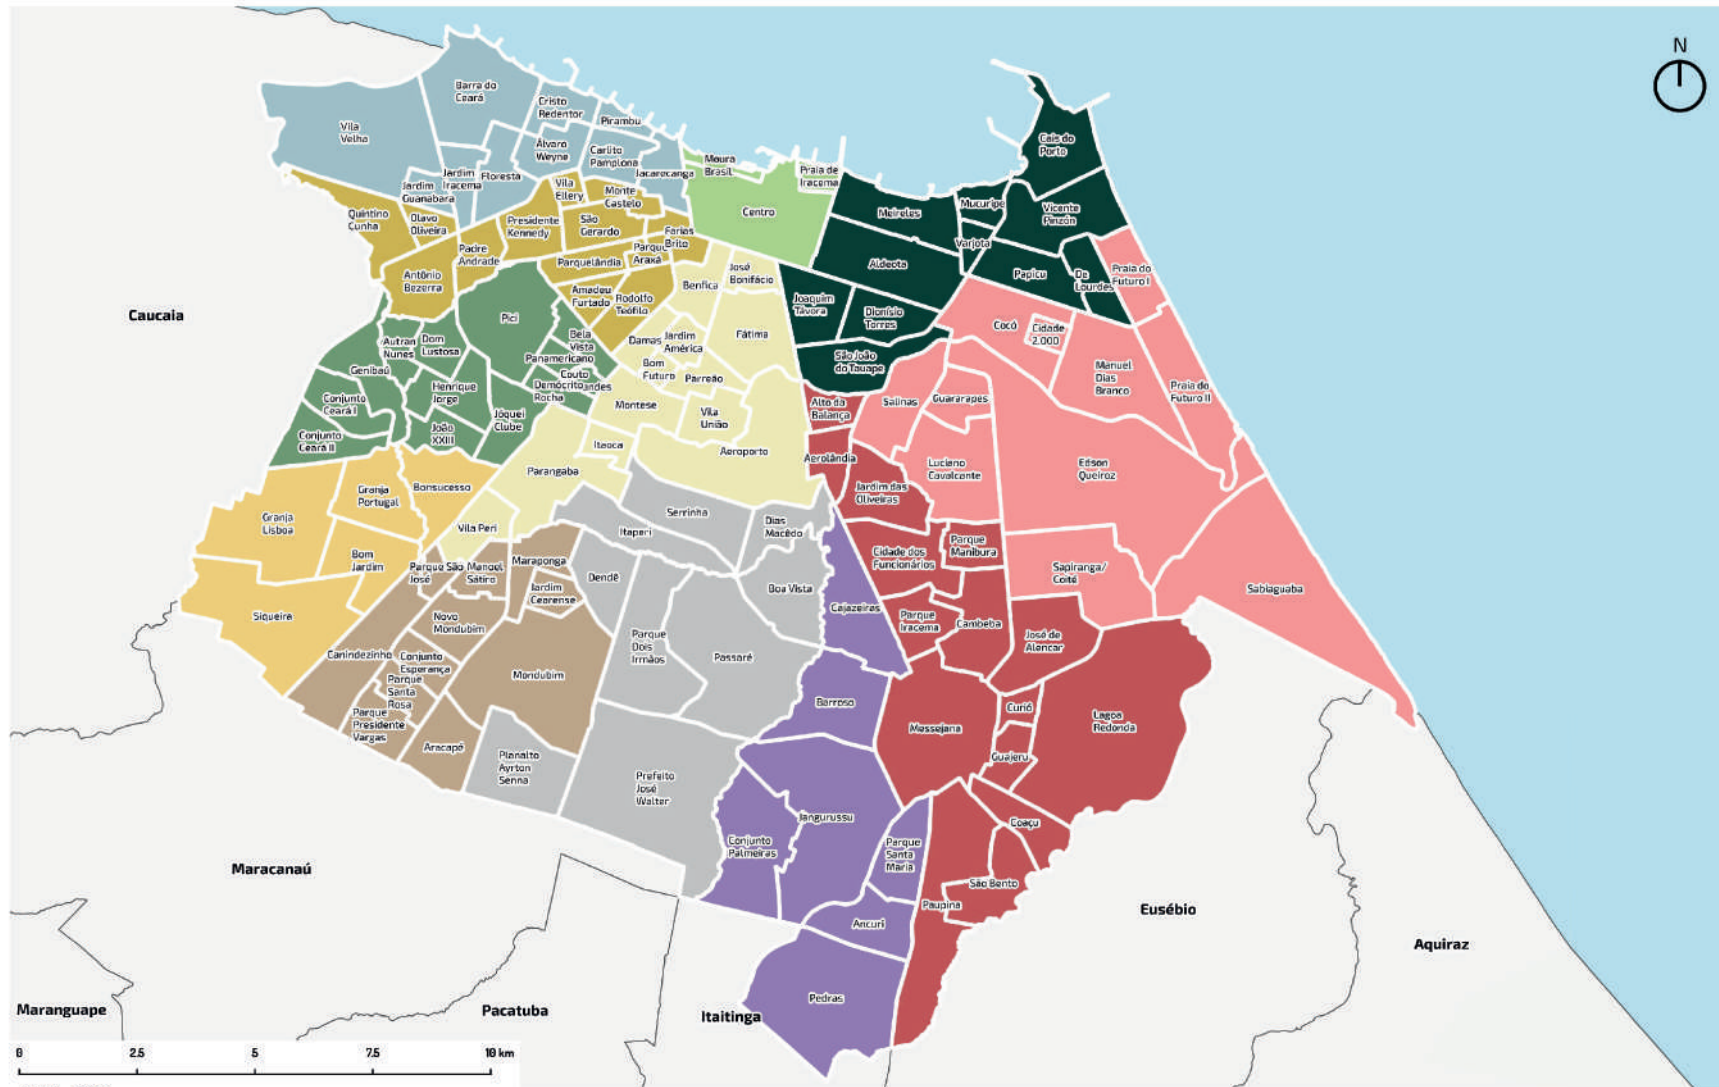 N
Barra do
Ceará
Cristo
Redentor
Pirambu
Vila
Velha
Álvaro
Weyne
Carlito
Pamplona
Jacarecanga
Jardim
Iracema
Floresta
Jardim
Guanabara
Moura
Brasil
Praia de
Iracema
Centro
Cais do
Porto
Meireles
Mucuripe
Vicente
Pinzón
Varjota
Aldeota
Papicu
De
Lourdes
Praia do
Futuro I
Joaquim
Távora
Dionísio
Torres
São João
do Tauape
Quintino
Cunha
Olavo
Oliveira
Vila
Ellery
Monte
Castelo
Presidente
Kennedy
São
Gerardo
Farias
Brito
Padre
Andrade
Parque
Araxá
Parquelândia
Antônio
Bezerra
Amadeu
Furtado
Rodolfo
Teófilo
Benfica
José
Bonifácio
Fátima
Damas
Jardim
América
Bom
Futuro
Parreão
Montese
Vila
União
Itaoca
Aeroporto
Parangaba
Vila Peri
Pici
Bela
Vista
Panamericano
Couto
Demócrito
Rocha
andes
Autran
Nunes
Dom
Lustosa
Genibaú
Henrique
Jorge
Conjunto
Ceará I
Jóquei
Clube
João
XXIII
Conjunto
Ceará II
Cocó
Cidade
2.000
Manuel
Dias
Branco
Praia do
Futuro II
Salinas
Guararapes
Luciano
Cavalcante
Edson
Queiroz
Sapiranga/
Coité
Sabiaguaba
Alto da
Balança
Aerolândia
Jardim das
Oliveiras
Cidade dos
Funcionários
Parque
Manibura
Parque
Iracema
Cambeba
José de
Alencar
Messejana
Curió
Guajeru
Lagoa
Redonda
Coaçu
São Bento
Paupina
Granja
Lisboa
Granja
Portugal
Bonsucesso
Bom
Jardim
Siqueira
Serrinha
Itaperi
Dias
Macêdo
Dendê
Boa Vista
Parque
Dois
Irmãos
Passaré
Planalto
Ayrton
Senna
Prefeito
José
Walter
Parque
José
São Manoel
Sátiro
Maraponga
Jardim
Cearense
Novo
Mondubim
Canindezinho
Conjunto
Esperança
Mondubim
Parque
Santa
Rosa
Parque
Presidente
Vargas
Aracapé
Cajazeiras
Barroso
Jangurussu
Conjunto
Palmeiras
Parque
Santa
Maria
Ancuri
Pedras
Caucaia
Maracanaú
Maranguape
Pacatuba
Itaitinga
Eusébio
Aquiraz
0 2.5 5 7.5 10 km